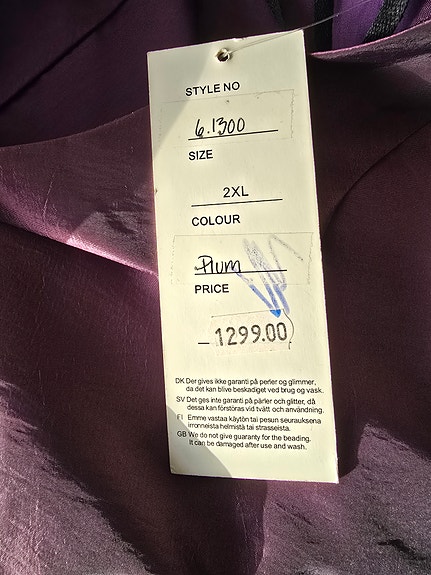 STYLE NO
6.1300
SIZE
2XL
COLOUR
Plum
PRICE
1299.00
DK Der gives ikke garanti på perler og glimmer,
da det kan blive beskadiget ved brug og vask.
SV Det ges inte garanti på pärlor och glitter, då
dessa kan förstöras vid tvätt och användning.
FI Emme vastaa käytön tai pesun seurauksena
irronneista helmistä tai strasseista.
GB We do not give guaranty for the beading.
It can be damaged after use and wash.